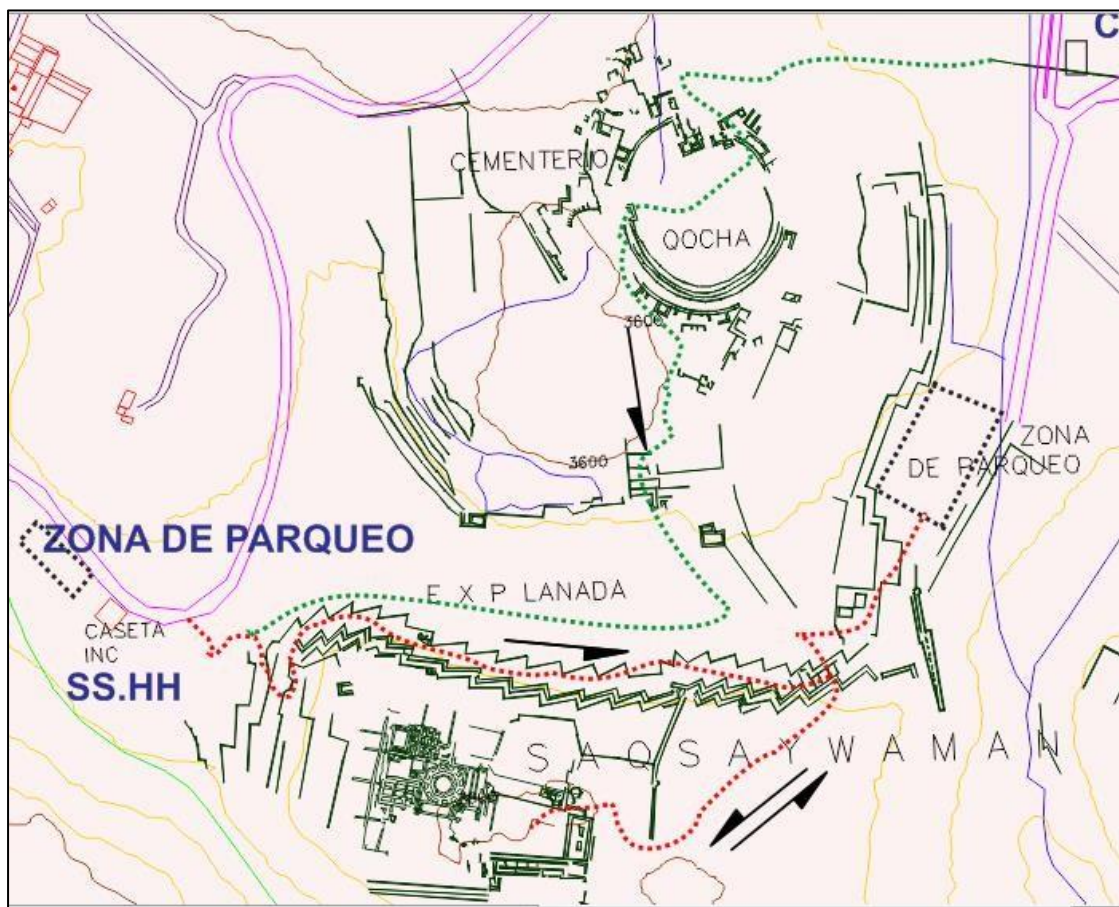 C
CEMENTERIO
QOCHA
3600
3600
ZONA
DE PARQUEO
ZONA DE PARQUEO
E X P LANADA
CASETA
INC
SS.HH
S A Q S A Y W A M A N